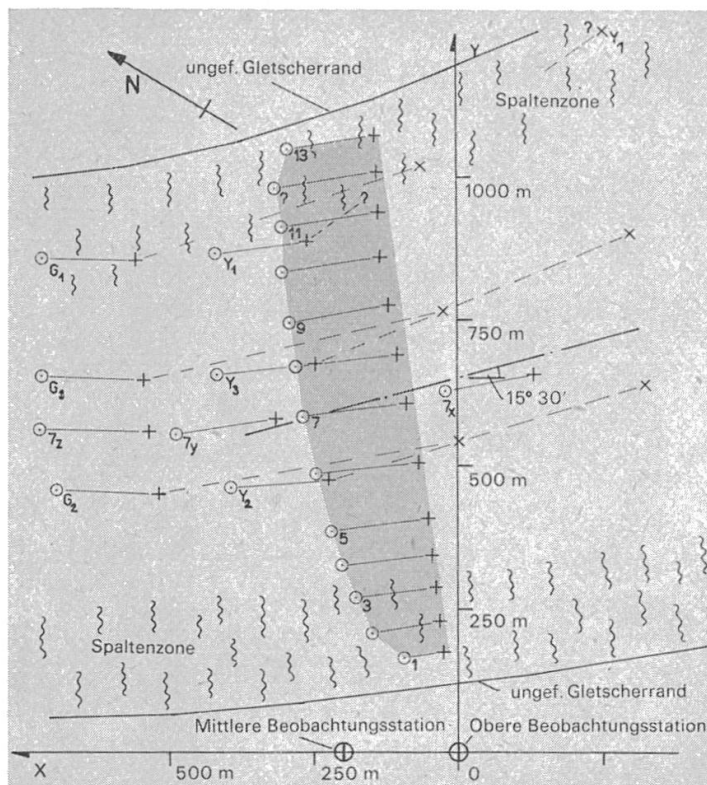 ? × Y₁
Y
N
ungef. Gletscherrand
Spaltenzone
13
?
?
1000 m
11
G₁
Y₁
9
750 m
G₃
Y₃
7x
15° 30'
7
7z
7y
G₂
Y₂
500 m
5
3
250 m
Spaltenzone
1
ungef. Gletscherrand
Mittlere Beobachtungsstation
Obere Beobachtungsstation
X
500 m
250 m
0